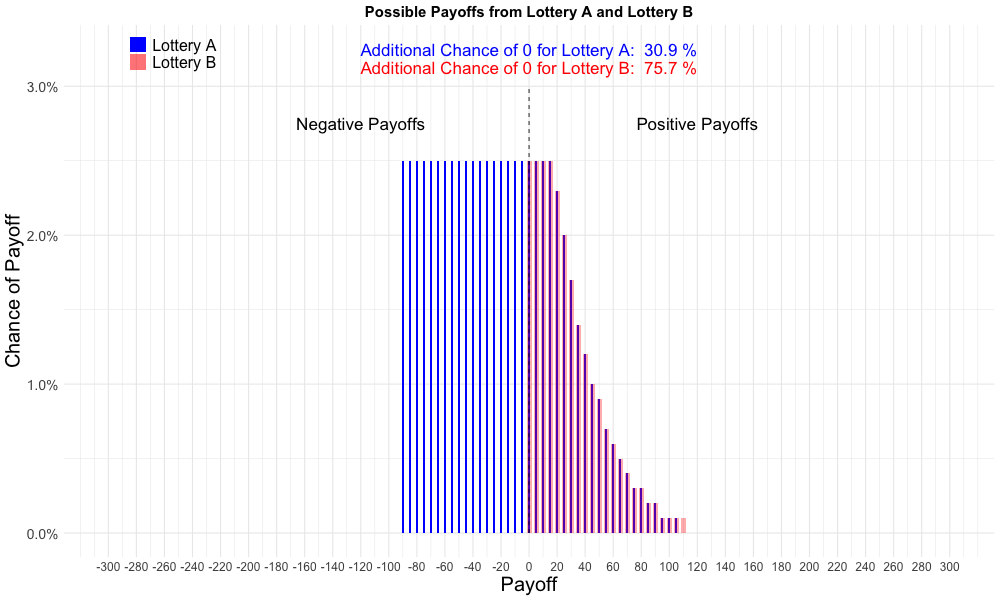 Possible Payoffs from Lottery A and Lottery B
Lottery A
Lottery B
Additional Chance of 0 for Lottery A: 30.9 %
Additional Chance of 0 for Lottery B: 75.7 %
Negative Payoffs
Positive Payoffs
Chance of Payoff
3.0%
2.0%
1.0%
0.0%
-300 -280 -260 -240 -220 -200 -180 -160 -140 -120 -100 -80 -60 -40 -20 0 20 40 60 80 100 120 140 160 180 200 220 240 260 280 300
Payoff